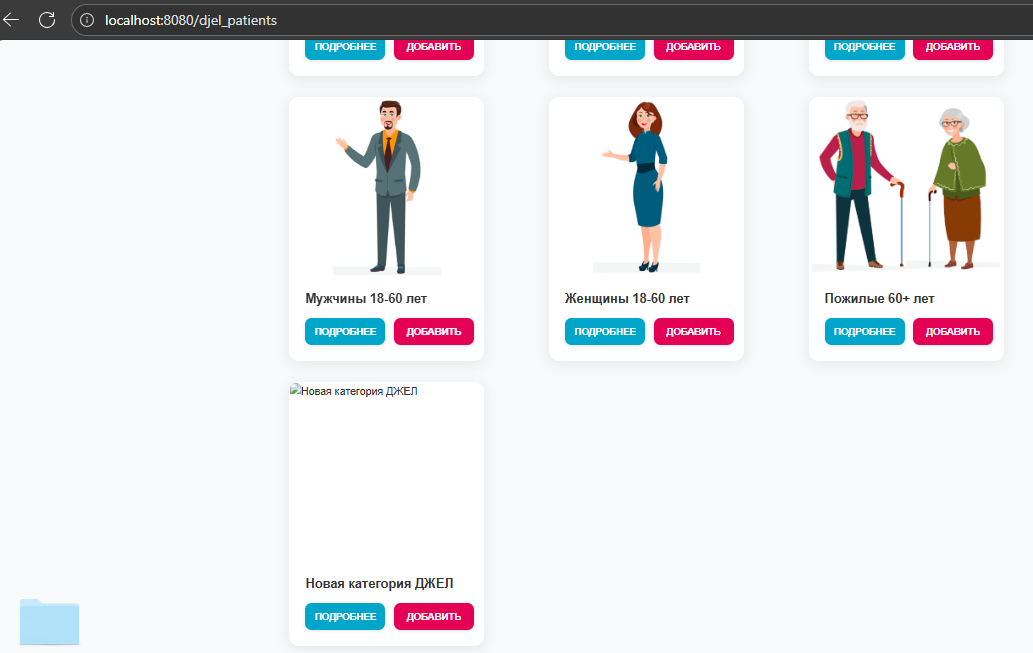 localhost:8080/djel_patients
ПОДРОБНЕЕ ДОБАВИТЬ ПОДРОБНЕЕ ДОБАВИТЬ ПОДРОБНЕЕ ДОБАВИТЬ
Мужчины 18-60 лет Женщины 18-60 лет Пожилые 60+ лет
ПОДРОБНЕЕ ДОБАВИТЬ ПОДРОБНЕЕ ДОБАВИТЬ ПОДРОБНЕЕ ДОБАВИТЬ
Новая категория ДЖЕЛ
Новая категория ДЖЕЛ
ПОДРОБНЕЕ ДОБАВИТЬ